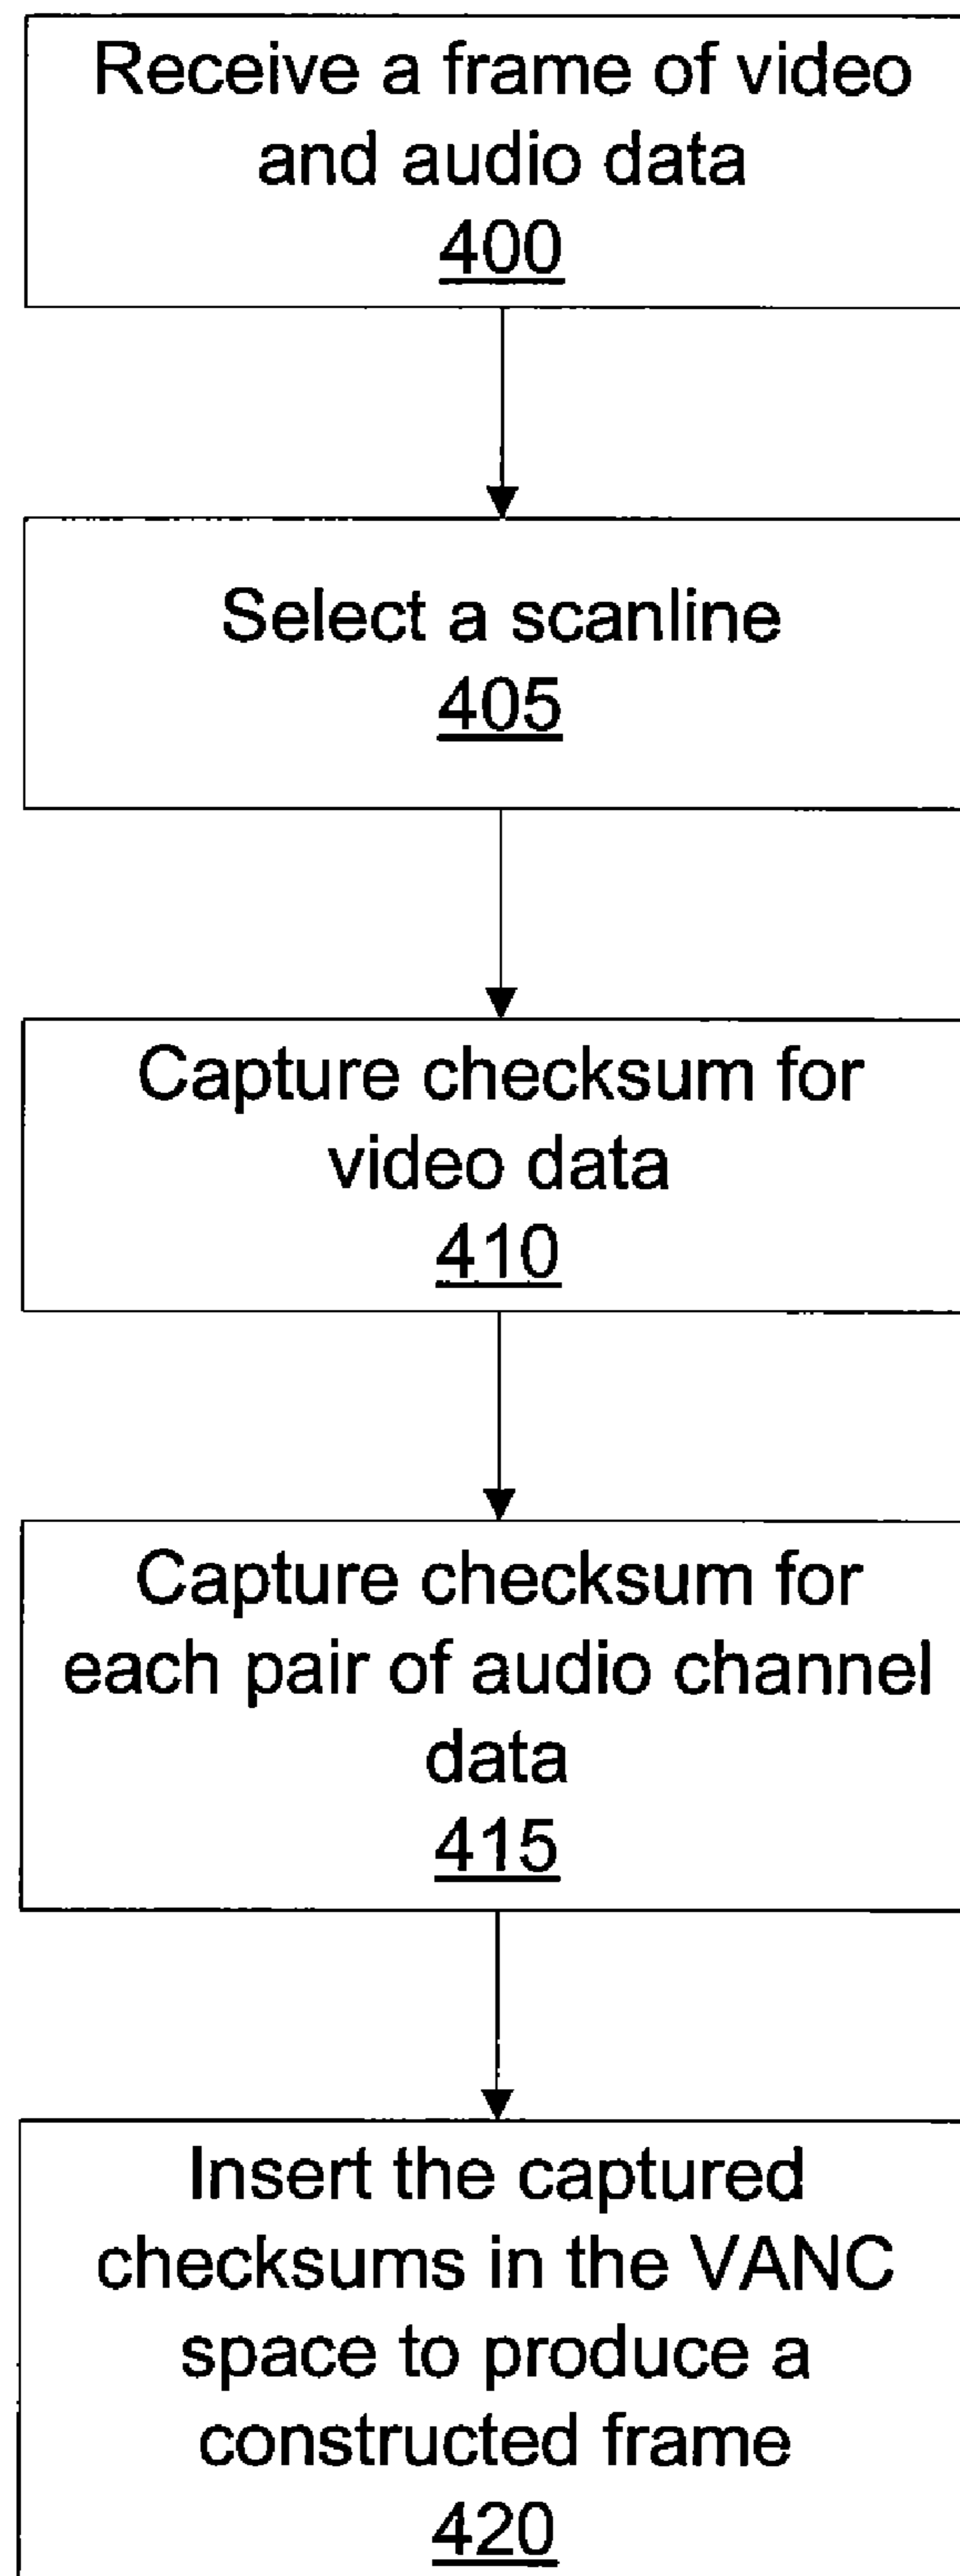 Receive a frame of video
and audio data
400
Select a scanline
405
Capture checksum for
video data
410
Capture checksum for
each pair of audio channel
data
415
Insert the captured
checksums in the VANC
space to produce a
constructed frame
420